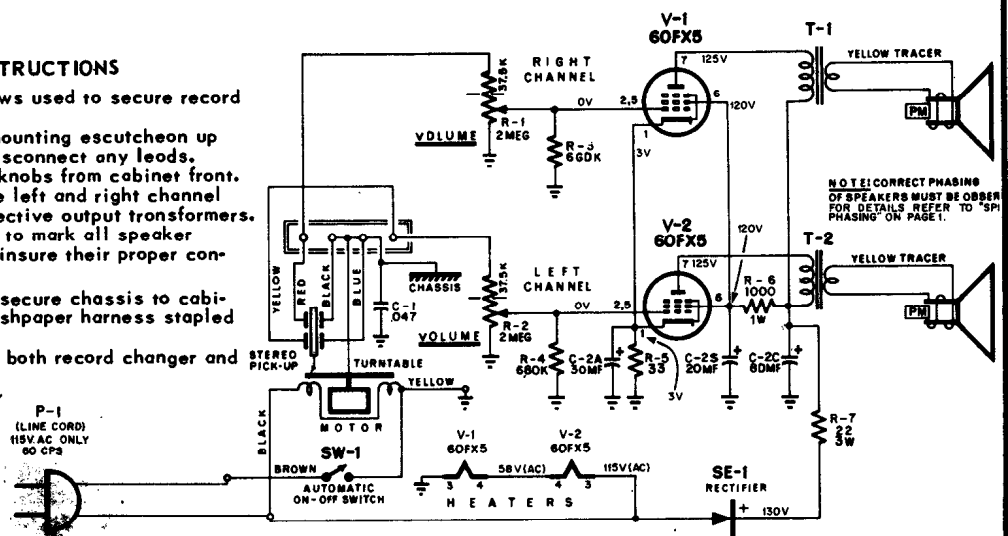 TRUCTIONS
ws used to secure record
ounting escutcheon up
sconnect any leads.
knobs from cabinet front.
e left and right channel
ective output transformers.
to mark all speaker
insure their proper con-
secure chassis to cabi-
shpaper harness stapled
both record changer and
V-1
60FX5
T-1
RIGHT
CHANNEL
7 125V
YELLOW TRACER
37.5K
0V
2,5
6
120V
PM
R-1
2MEG
VOLUME
R-3
680K
1
3V
NOTE! CORRECT PHASING
OF SPEAKERS MUST BE OBSER
FOR DETAILS REFER TO "SP
PHASING" ON PAGE 1.
V-2
60FX5
120V
T-2
7 125V
YELLOW TRACER
LEFT
CHANNEL
37.5K
0V
2,5
6
R-6
1000
1W
PM
YELLOW
RED
BLACK
BLUE
CHASSIS
C-1
.047
R-2
2MEG
VOLUME
1
R-4
680K
C-2A
30MF
R-5
33
C-2B
20MF
C-2C
60MF
3V
STEREO
PICK-UP
TURNTABLE
YELLOW
MOTOR
BLACK
P-1
(LINE CORD)
115V.AC ONLY
60 CPS
R-7
22
3W
SW-1
BROWN
AUTOMATIC
ON-OFF SWITCH
V-1
60FX5
V-2
60FX5
58V(AC)
115V(AC)
3 4
4 3
HEATERS
SE-1
RECTIFIER
+
130V